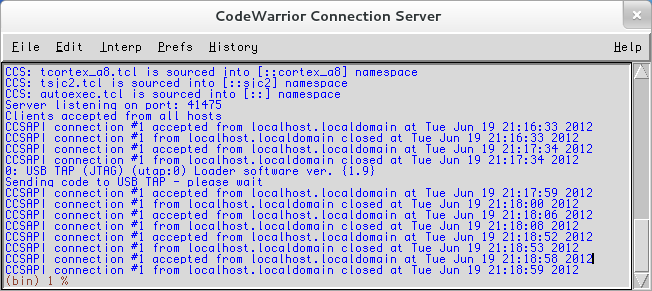 CodeWarrior Connection Server
File Edit Interp Prefs History Help
CCS: tcortex_a8.tcl is sourced into [::cortex_a8] namespace
CCS: tsjc2.tcl is sourced into [::sjc2] namespace
CCS: autoexec.tcl is sourced into [::] namespace
Server listening on port: 41475
Clients accepted from all hosts
CCSAPI connection #1 accepted from localhost.localdomain at Tue Jun 19 21:16:33 2012
CCSAPI connection #1 from localhost.localdomain closed at Tue Jun 19 21:16:33 2012
CCSAPI connection #1 accepted from localhost.localdomain at Tue Jun 19 21:17:34 2012
CCSAPI connection #1 from localhost.localdomain closed at Tue Jun 19 21:17:34 2012
0: USB TAP (JTAG) (utap:0) Loader software ver. {1.9}
Sending code to USB TAP - please wait
CCSAPI connection #1 accepted from localhost.localdomain at Tue Jun 19 21:17:59 2012
CCSAPI connection #1 from localhost.localdomain closed at Tue Jun 19 21:18:00 2012
CCSAPI connection #1 accepted from localhost.localdomain at Tue Jun 19 21:18:06 2012
CCSAPI connection #1 from localhost.localdomain closed at Tue Jun 19 21:18:08 2012
CCSAPI connection #1 accepted from localhost.localdomain at Tue Jun 19 21:18:52 2012
CCSAPI connection #1 from localhost.localdomain closed at Tue Jun 19 21:18:53 2012
CCSAPI connection #1 accepted from localhost.localdomain at Tue Jun 19 21:18:58 2012
CCSAPI connection #1 from localhost.localdomain closed at Tue Jun 19 21:18:59 2012
(bin) 1 %